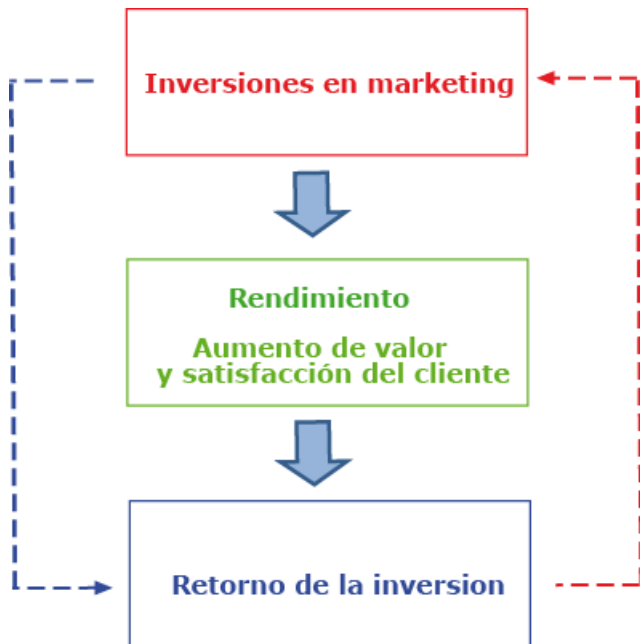 Inversiones en marketing
Rendimiento
Aumento de valor
y satisfacción del cliente
Retorno de la inversion